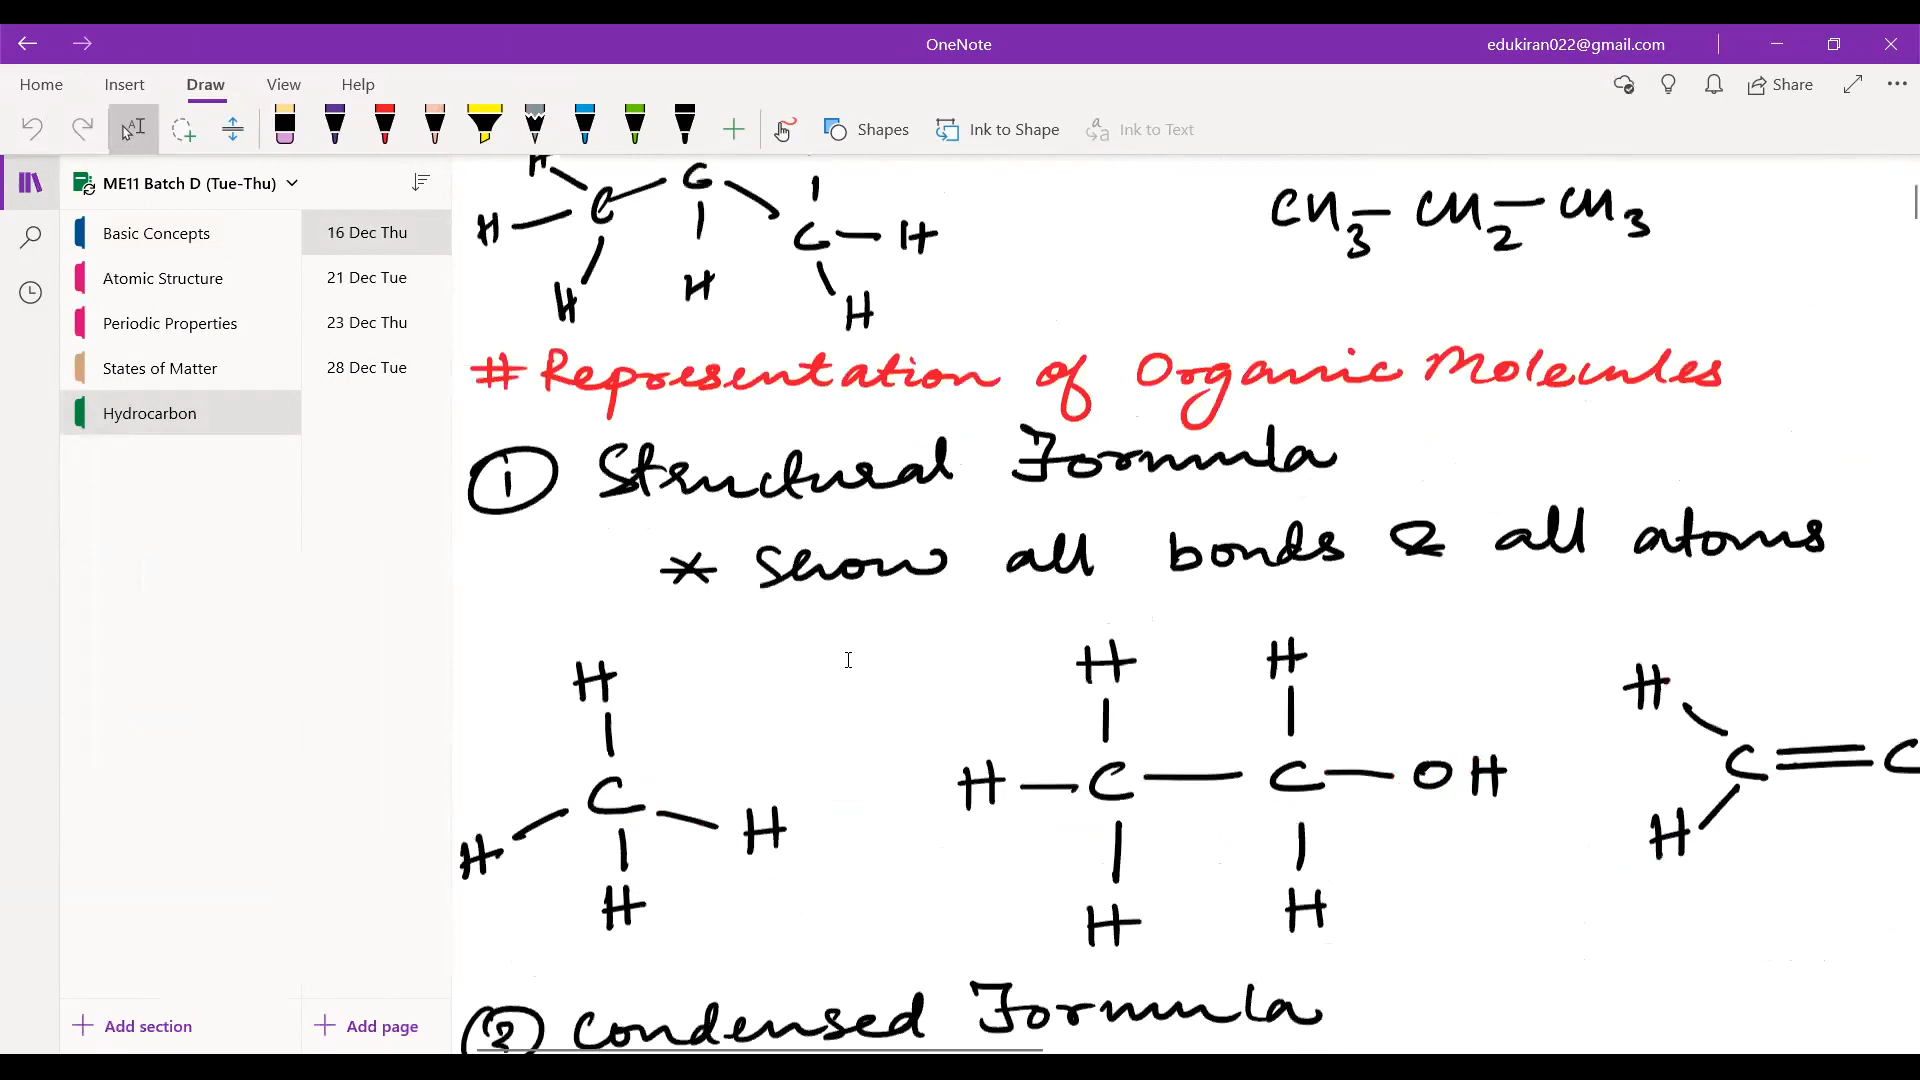 OneNote
edukiran022@gmail.com
Home Insert Draw View Help
Share
Shapes Ink to Shape Ink to Text
ME11 Batch D (Tue-Thu)
Basic Concepts
Atomic Structure
Periodic Properties
States of Matter
Hydrocarbon
16 Dec Thu
21 Dec Tue
23 Dec Thu
28 Dec Tue
Add section
Add page
H
C C
H C H
H H H
CH3 - CH2 - CH3
# Representation of Organic Molecules
① Structural Formula
* Show all bonds & all atoms
H H H H
H C H H - C - C - OH C = C
H H H H
② Condensed Formula